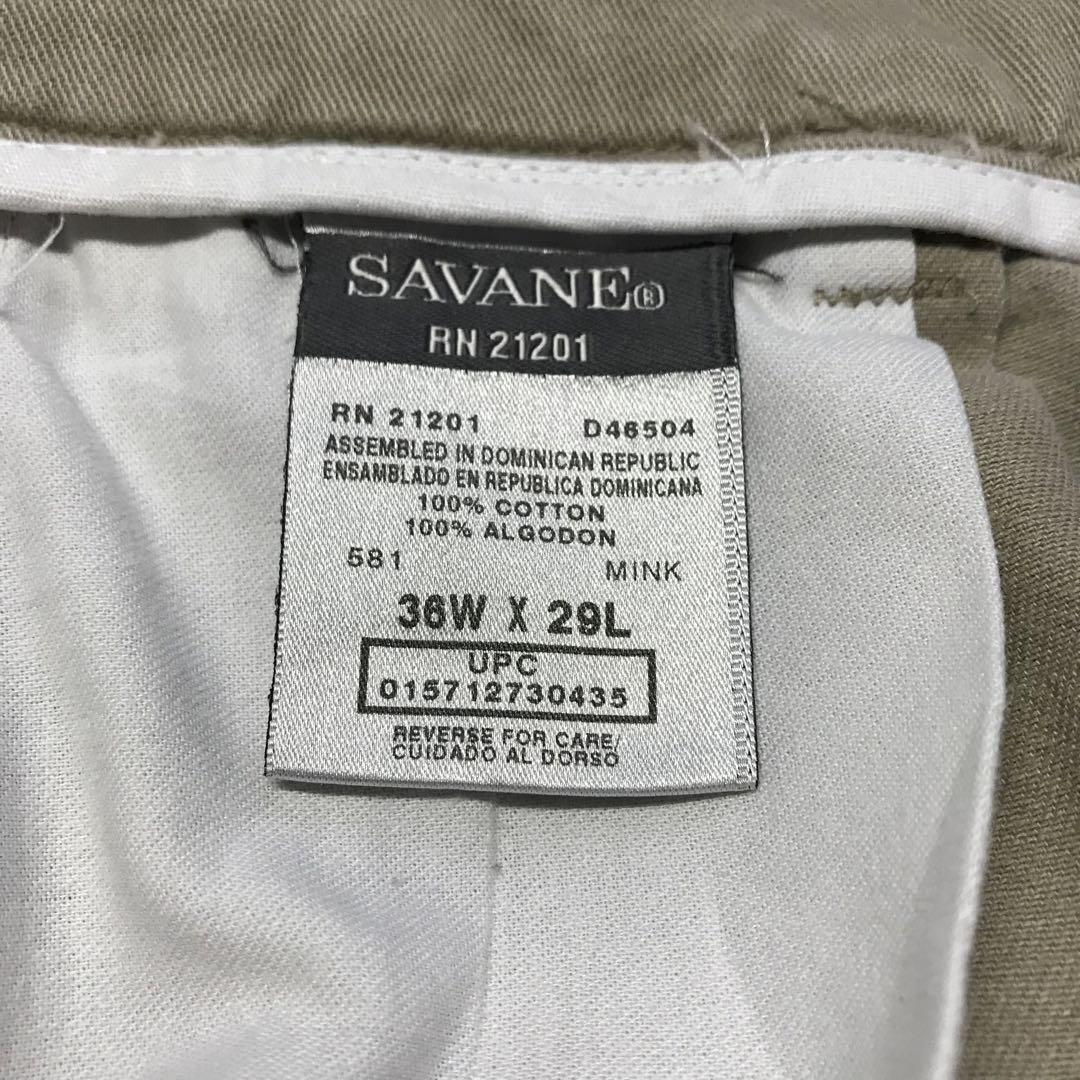 SAVANE®
RN 21201
RN 21201 D46504
ASSEMBLED IN DOMINICAN REPUBLIC
ENSAMBLADO EN REPUBLICA DOMINICANA
100% COTTON
100% ALGODON
581 MINK
36W X 29L
UPC
015712730435
REVERSE FOR CARE/
CUIDADO AL DORSO